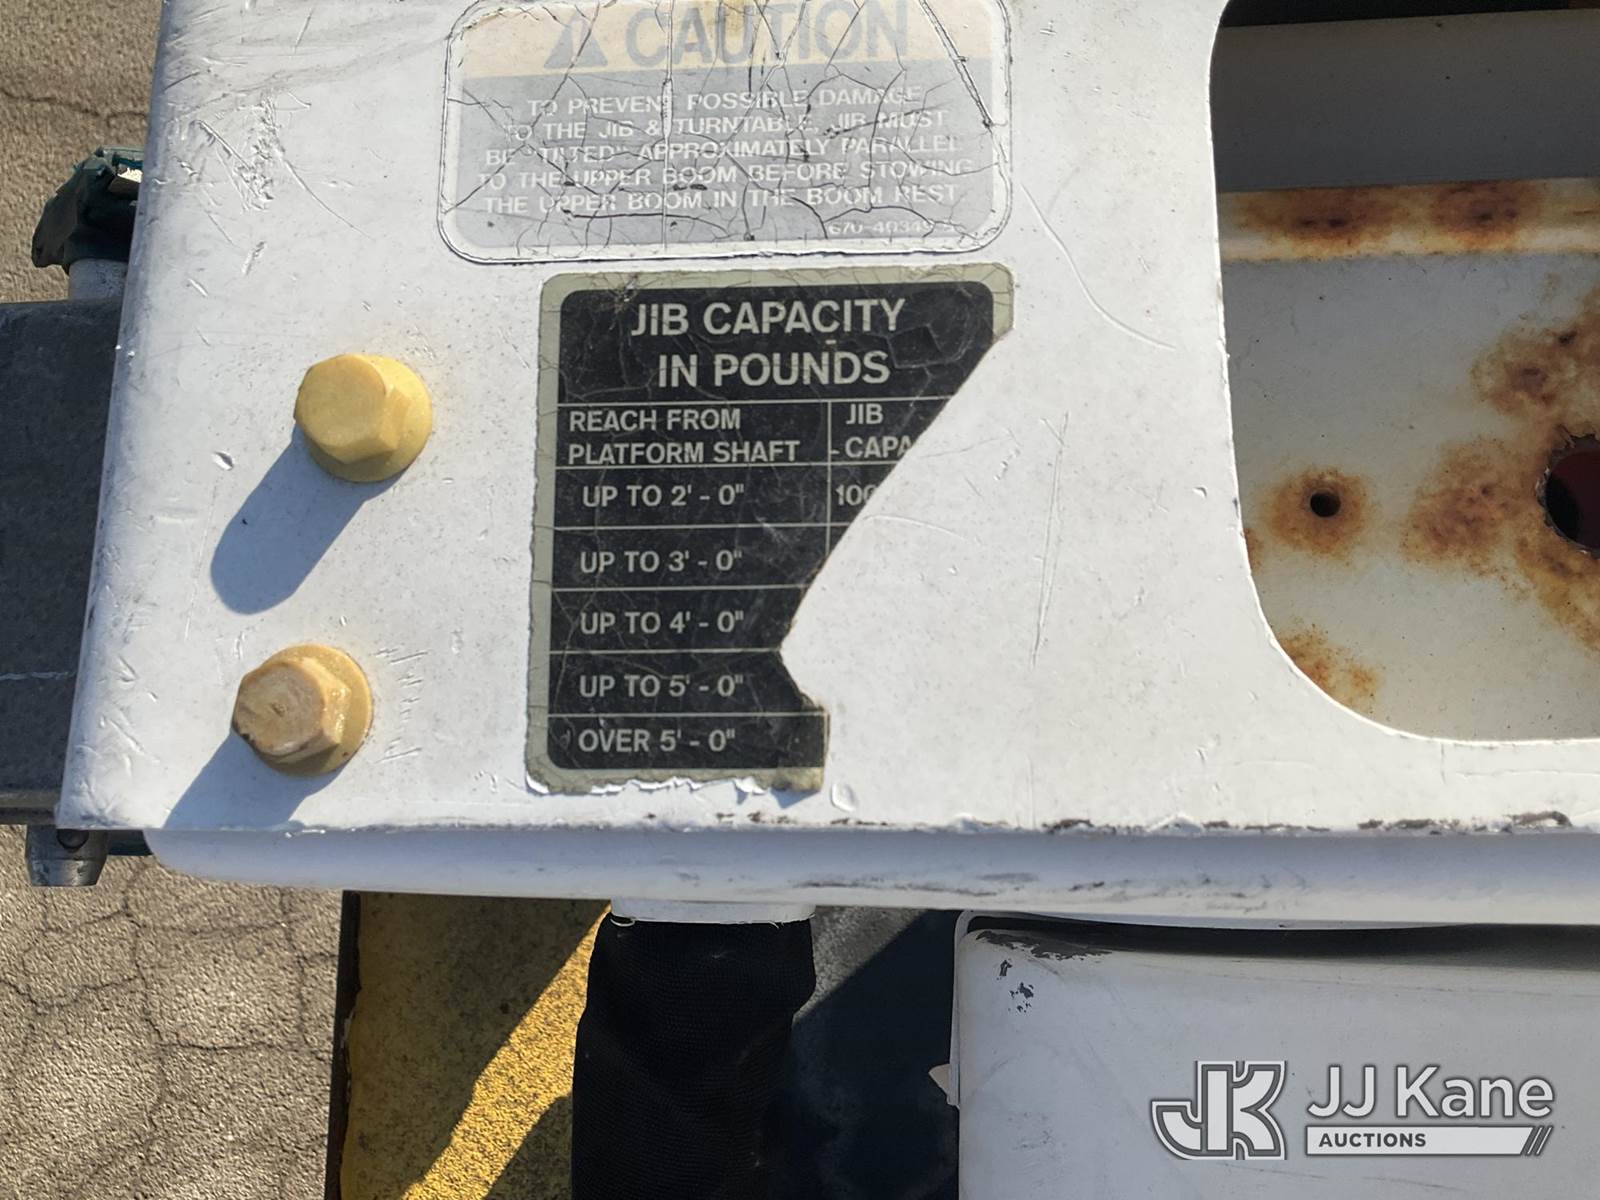 CAUTION
TO PREVENT POSSIBLE DAMAGE
TO THE JIB & TURNTABLE, JIB MUST
BE "TILTED" APPROXIMATELY PARALLEL
TO THE UPPER BOOM BEFORE STOWING
THE UPPER BOOM IN THE BOOM REST
JIB CAPACITY
IN POUNDS
REACH FROM
PLATFORM SHAFT
JIB
CAPA
UP TO 2' - 0" 100
UP TO 3' - 0"
UP TO 4' - 0"
UP TO 5' - 0"
OVER 5' - 0"
JK JJ Kane
AUCTIONS